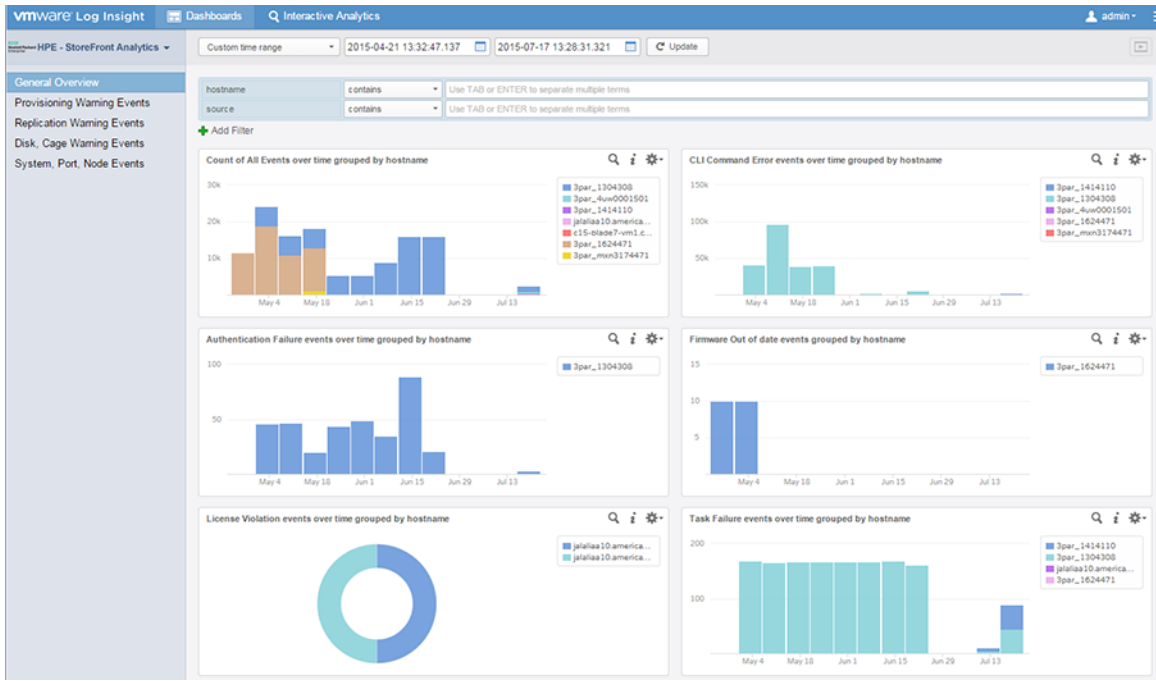 vmware Log Insight Dashboards Interactive Analytics admin
HPE - StoreFront Analytics
Custom time range 2015-04-21 13:32:47.137 2015-07-17 13:28:31.321 Update
General Overview
Provisioning Warning Events
Replication Warning Events
Disk, Cage Warning Events
System, Port, Node Events
hostname contains Use TAB or ENTER to separate multiple terms
source contains Use TAB or ENTER to separate multiple terms
Add Filter
Count of All Events over time grouped by hostname
30k
20k
10k
May 4 May 18 Jun 1 Jun 15 Jun 29 Jul 13
3par_1304308
3par_4uw0001501
3par_1414110
jalaliaa10.america...
c15-blade7-vm1.c...
3par_1624471
3par_mxn3174471
CLI Command Error events over time grouped by hostname
150k
100k
50k
May 4 May 18 Jun 1 Jun 15 Jun 29 Jul 13
3par_1414110
3par_1304308
3par_4uw0001501
3par_1624471
3par_mxn3174471
Authentication Failure events over time grouped by hostname
100
50
May 4 May 18 Jun 1 Jun 15 Jun 29 Jul 13
3par_1304308
Firmware Out of date events grouped by hostname
15
10
5
May 4 May 18 Jun 1 Jun 15 Jun 29 Jul 13
3par_1624471
License Violation events over time grouped by hostname
jalaliaa10.america...
jalaliaa10.america...
Task Failure events over time grouped by hostname
200
100
May 4 May 18 Jun 1 Jun 15 Jun 29 Jul 13
3par_1414110
3par_1304308
jalaliaa10.america...
3par_1624471